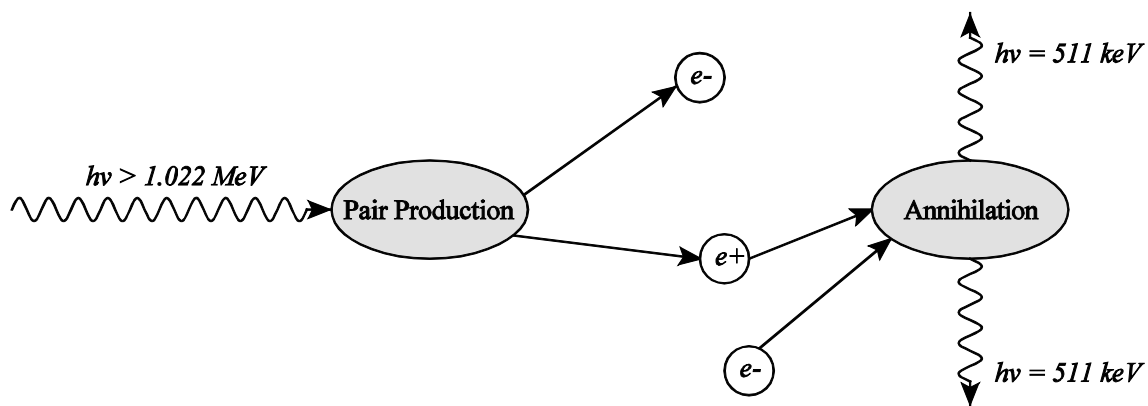 e-
hν = 511 keV
hν > 1.022 MeV
Pair Production
Annihilation
e+
e-
hν = 511 keV